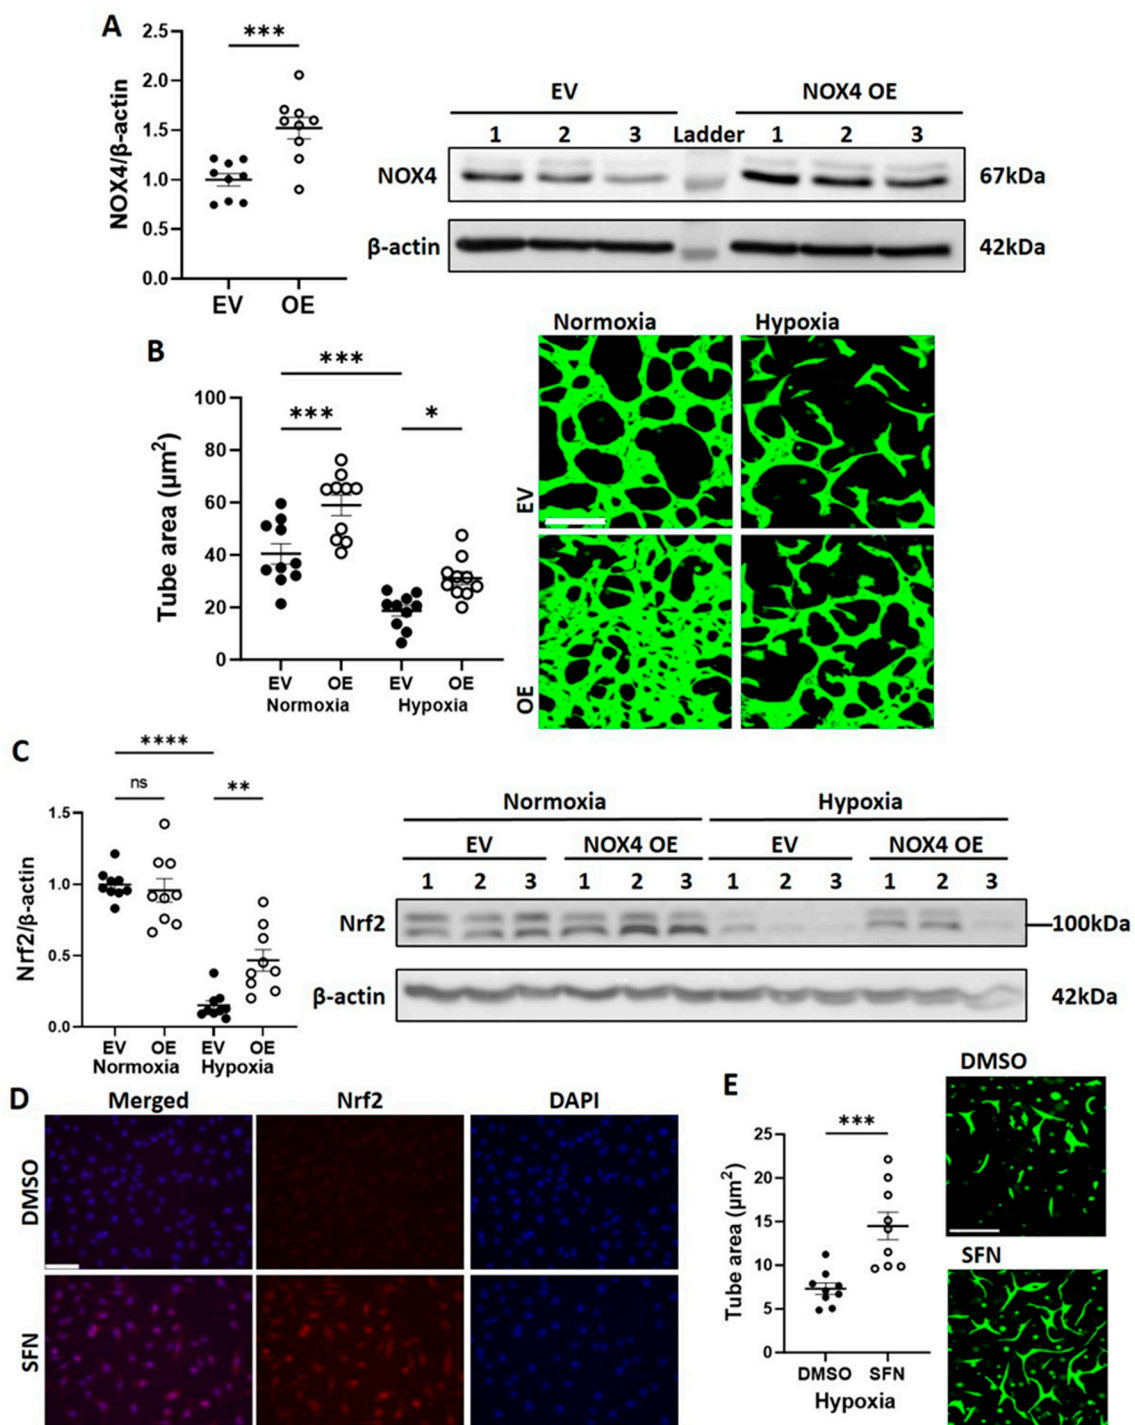 A
NOX4/β-actin
2.5
2.0
1.5
1.0
0.5
0.0
***
EV OE
EV NOX4 OE
1 2 3 Ladder 1 2 3
NOX4 67kDa
β-actin 42kDa
B
Tube area (µm²)
100
80
60
40
20
0
***
*** *
EV OE EV OE
Normoxia Hypoxia
Normoxia Hypoxia
EV
OE
C
Nrf2/β-actin
1.5
1.0
0.5
0.0
****
ns **
EV OE EV OE
Normoxia Hypoxia
Normoxia Hypoxia
EV NOX4 OE EV NOX4 OE
1 2 3 1 2 3 1 2 3 1 2 3
Nrf2 100kDa
β-actin 42kDa
D
Merged Nrf2 DAPI
DMSO
SFN
E
Tube area (µm²)
25
20
15
10
5
0
***
DMSO SFN
Hypoxia
DMSO
SFN